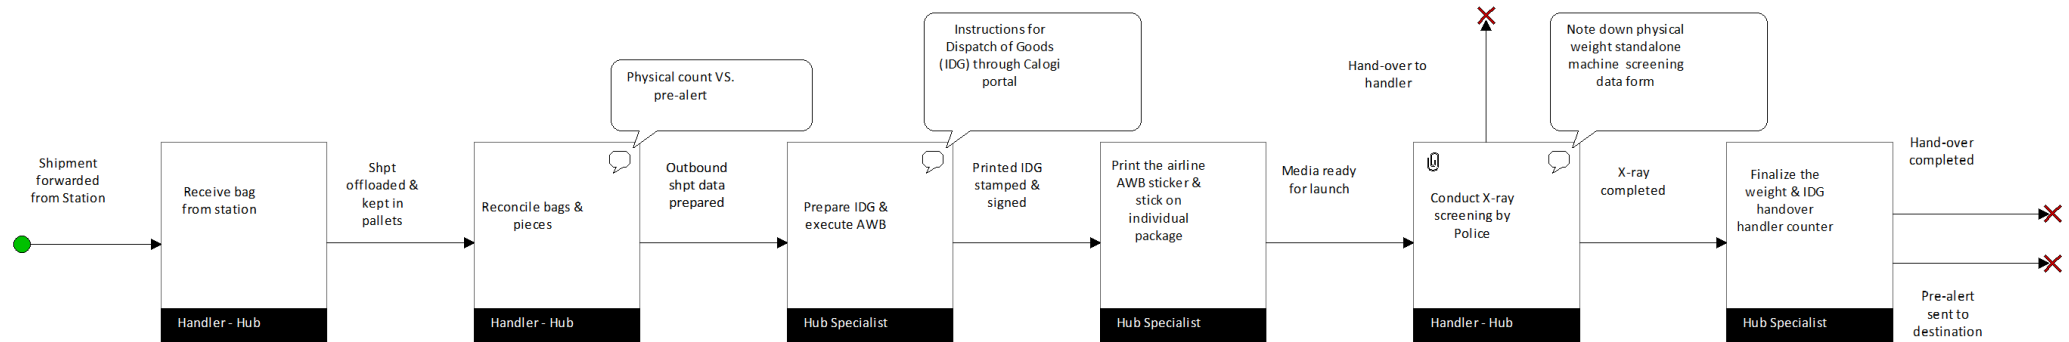 Shipment
forwarded
from Station
Receive bag
from station
Handler - Hub
Shpt
offloaded &
kept in
pallets
Physical count VS.
pre-alert
Reconcile bags &
pieces
Handler - Hub
Outbound
shpt data
prepared
Instructions for
Dispatch of Goods
(IDG) through Calogi
portal
Prepare IDG &
execute AWB
Hub Specialist
Printed IDG
stamped &
signed
Print the airline
AWB sticker &
stick on
individual
package
Hub Specialist
Media ready
for launch
Hand-over to
handler
Note down physical
weight standalone
machine screening
data form
Conduct X-ray
screening by
Police
Handler - Hub
X-ray
completed
Finalize the
weight & IDG
handover
handler counter
Hub Specialist
Hand-over
completed
Pre-alert
sent to
destination